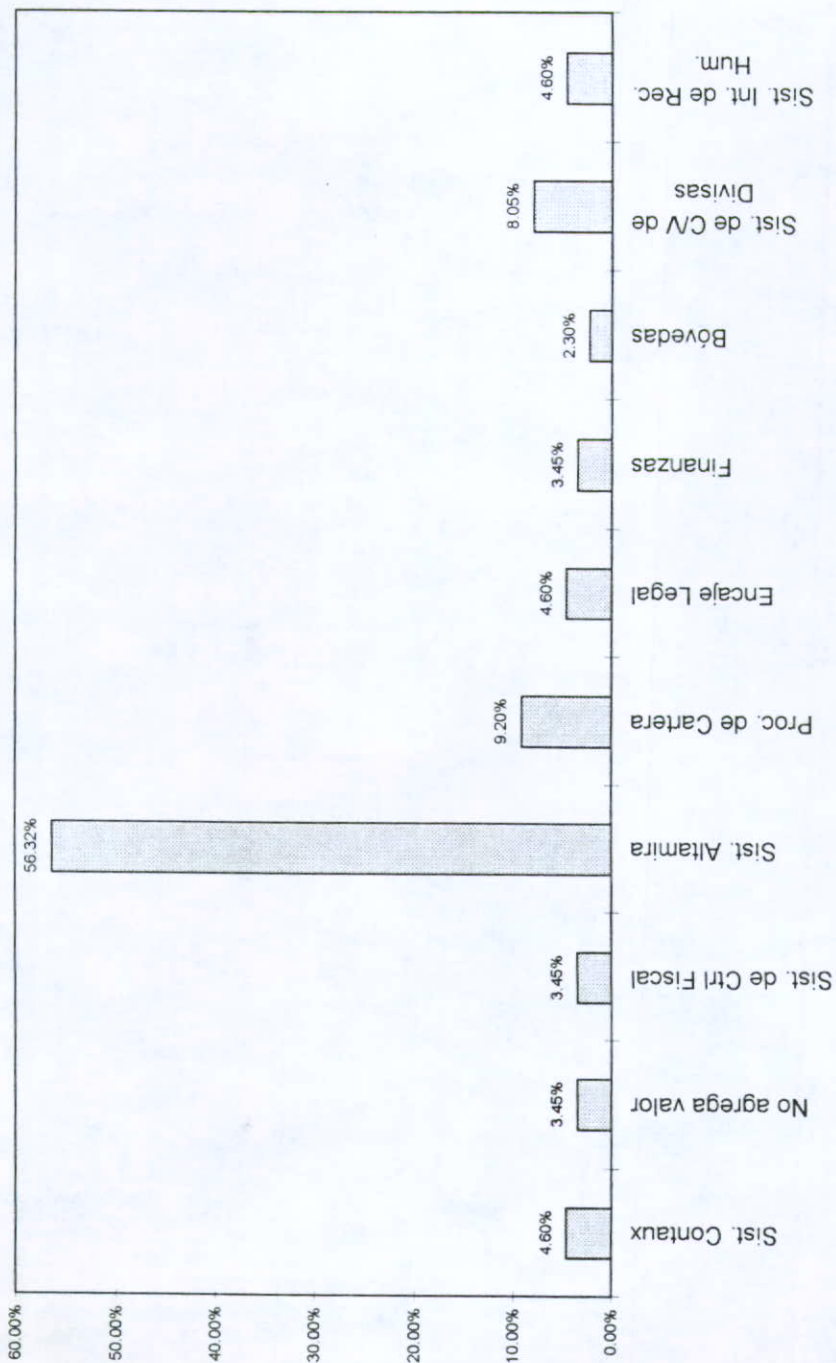 60.00%
50.00%
40.00%
30.00%
20.00%
10.00%
0.00%
4.60%
3.45%
3.45%
56.32%
9.20%
4.60%
3.45%
2.30%
8.05%
4.60%
Sist. Contaux
No agrega valor
Sist. de Ctrl Fiscal
Sist. Altamira
Proc. de Cartera
Encaje Legal
Finanzas
Bóvedas
Sist. de C/V de
Divisas
Sist. Int. de Rec.
Hum.